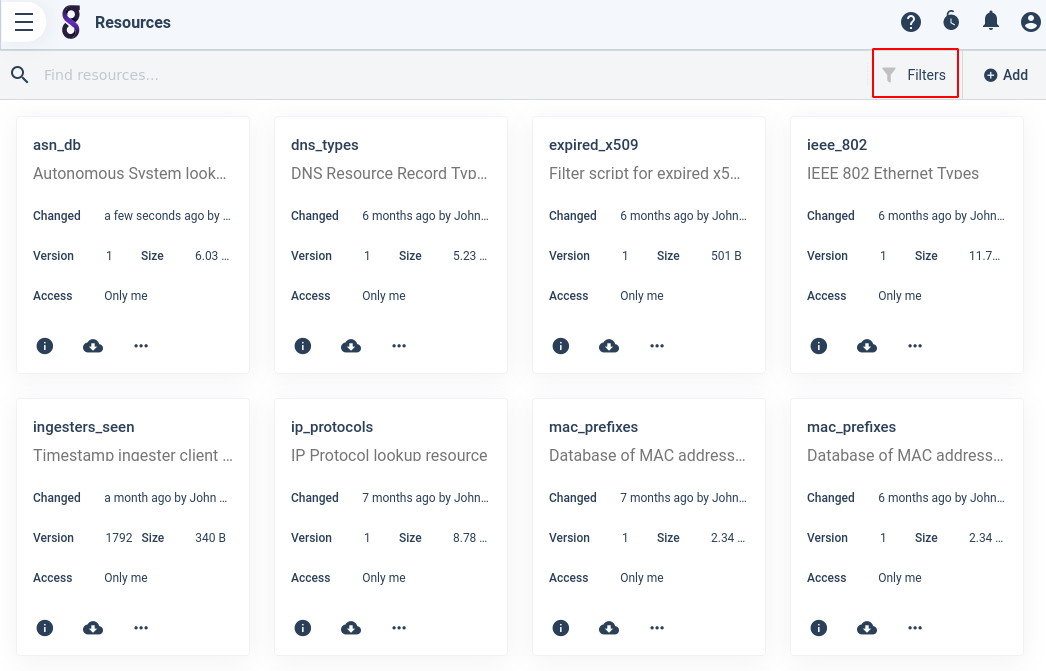 Resources
Find resources...
Filters
Add
asn_db
Autonomous System look...
Changed a few seconds ago by ...
Version 1 Size 6.03 ...
Access Only me
dns_types
DNS Resource Record Typ...
Changed 6 months ago by John...
Version 1 Size 5.23 ...
Access Only me
expired_x509
Filter script for expired x5...
Changed 6 months ago by John...
Version 1 Size 501 B
Access Only me
ieee_802
IEEE 802 Ethernet Types
Changed 6 months ago by John...
Version 1 Size 11.7...
Access Only me
ingesters_seen
Timestamp ingester client ...
Changed a month ago by John ...
Version 1792 Size 340 B
Access Only me
ip_protocols
IP Protocol lookup resource
Changed 7 months ago by John...
Version 1 Size 8.78 ...
Access Only me
mac_prefixes
Database of MAC address...
Changed 7 months ago by John...
Version 1 Size 2.34 ...
Access Only me
mac_prefixes
Database of MAC address...
Changed 6 months ago by John...
Version 1 Size 2.34 ...
Access Only me